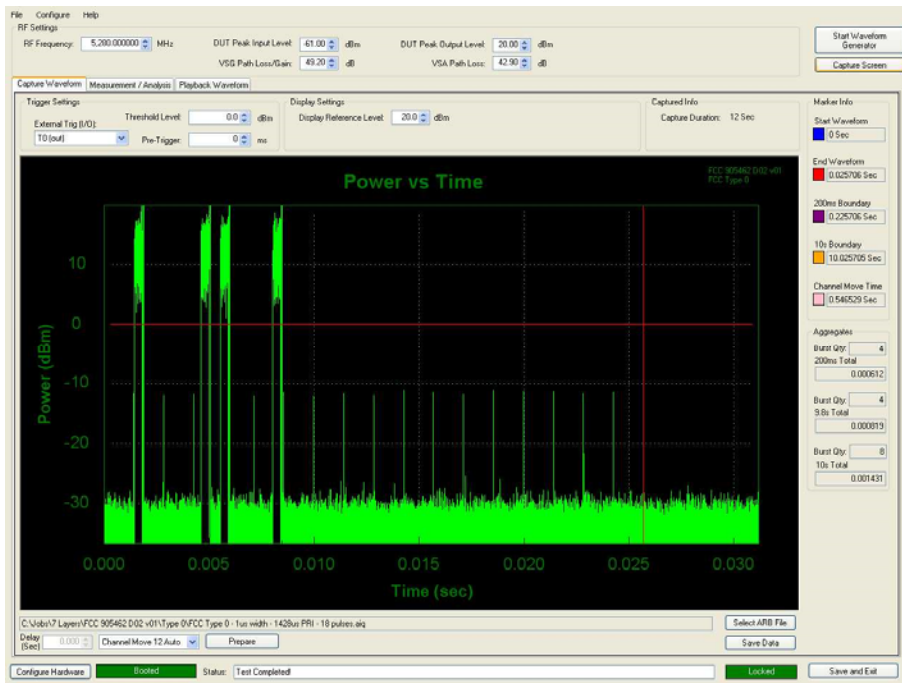 File Configure Help
RF Settings
RF Frequency: 5,200.000000 MHz DUT Peak Input Level: -61.00 dBm DUT Peak Output Level: 20.00 dBm
VSG Path Loss/Gain: 49.20 dB VSA Path Loss: 42.90 dB
Start Waveform Generator
Capture Screen
Capture Waveform Measurement / Analysis Playback Waveform
Trigger Settings
External Trig (I/O): Threshold Level: 0.0 dBm
T0 (out) Pre-Trigger: 0 ms
Display Settings
Display Reference Level: 20.0 dBm
Captured Info
Capture Duration: 12 Sec
Marker Info
Start Waveform
0 Sec
End Waveform
0.025706 Sec
200ms Boundary
0.225706 Sec
10s Boundary
10.025705 Sec
Channel Move Time
0.546529 Sec
Aggregates
Burst Qty: 4
200ms Total
0.000612
Burst Qty: 4
9.8s Total
0.000819
Burst Qty: 8
10s Total
0.001431
FCC 905462 D02 v01
FCC Type 0
Power vs Time
Power (dBm)
10
0
-10
-20
-30
0.000 0.005 0.010 0.015 0.020 0.025 0.030
Time (sec)
C:\Jobs\7 Layers\FCC 905462 D02 v01\Type 0\FCC Type 0 - 1us width - 1428us PRI - 18 pulses.aiq
Select ARB File
Delay (Sec) 0.000 Channel Move 12 Auto Prepare
Save Data
Configure Hardware Booted Status: Test Completed! Locked Save and Exit